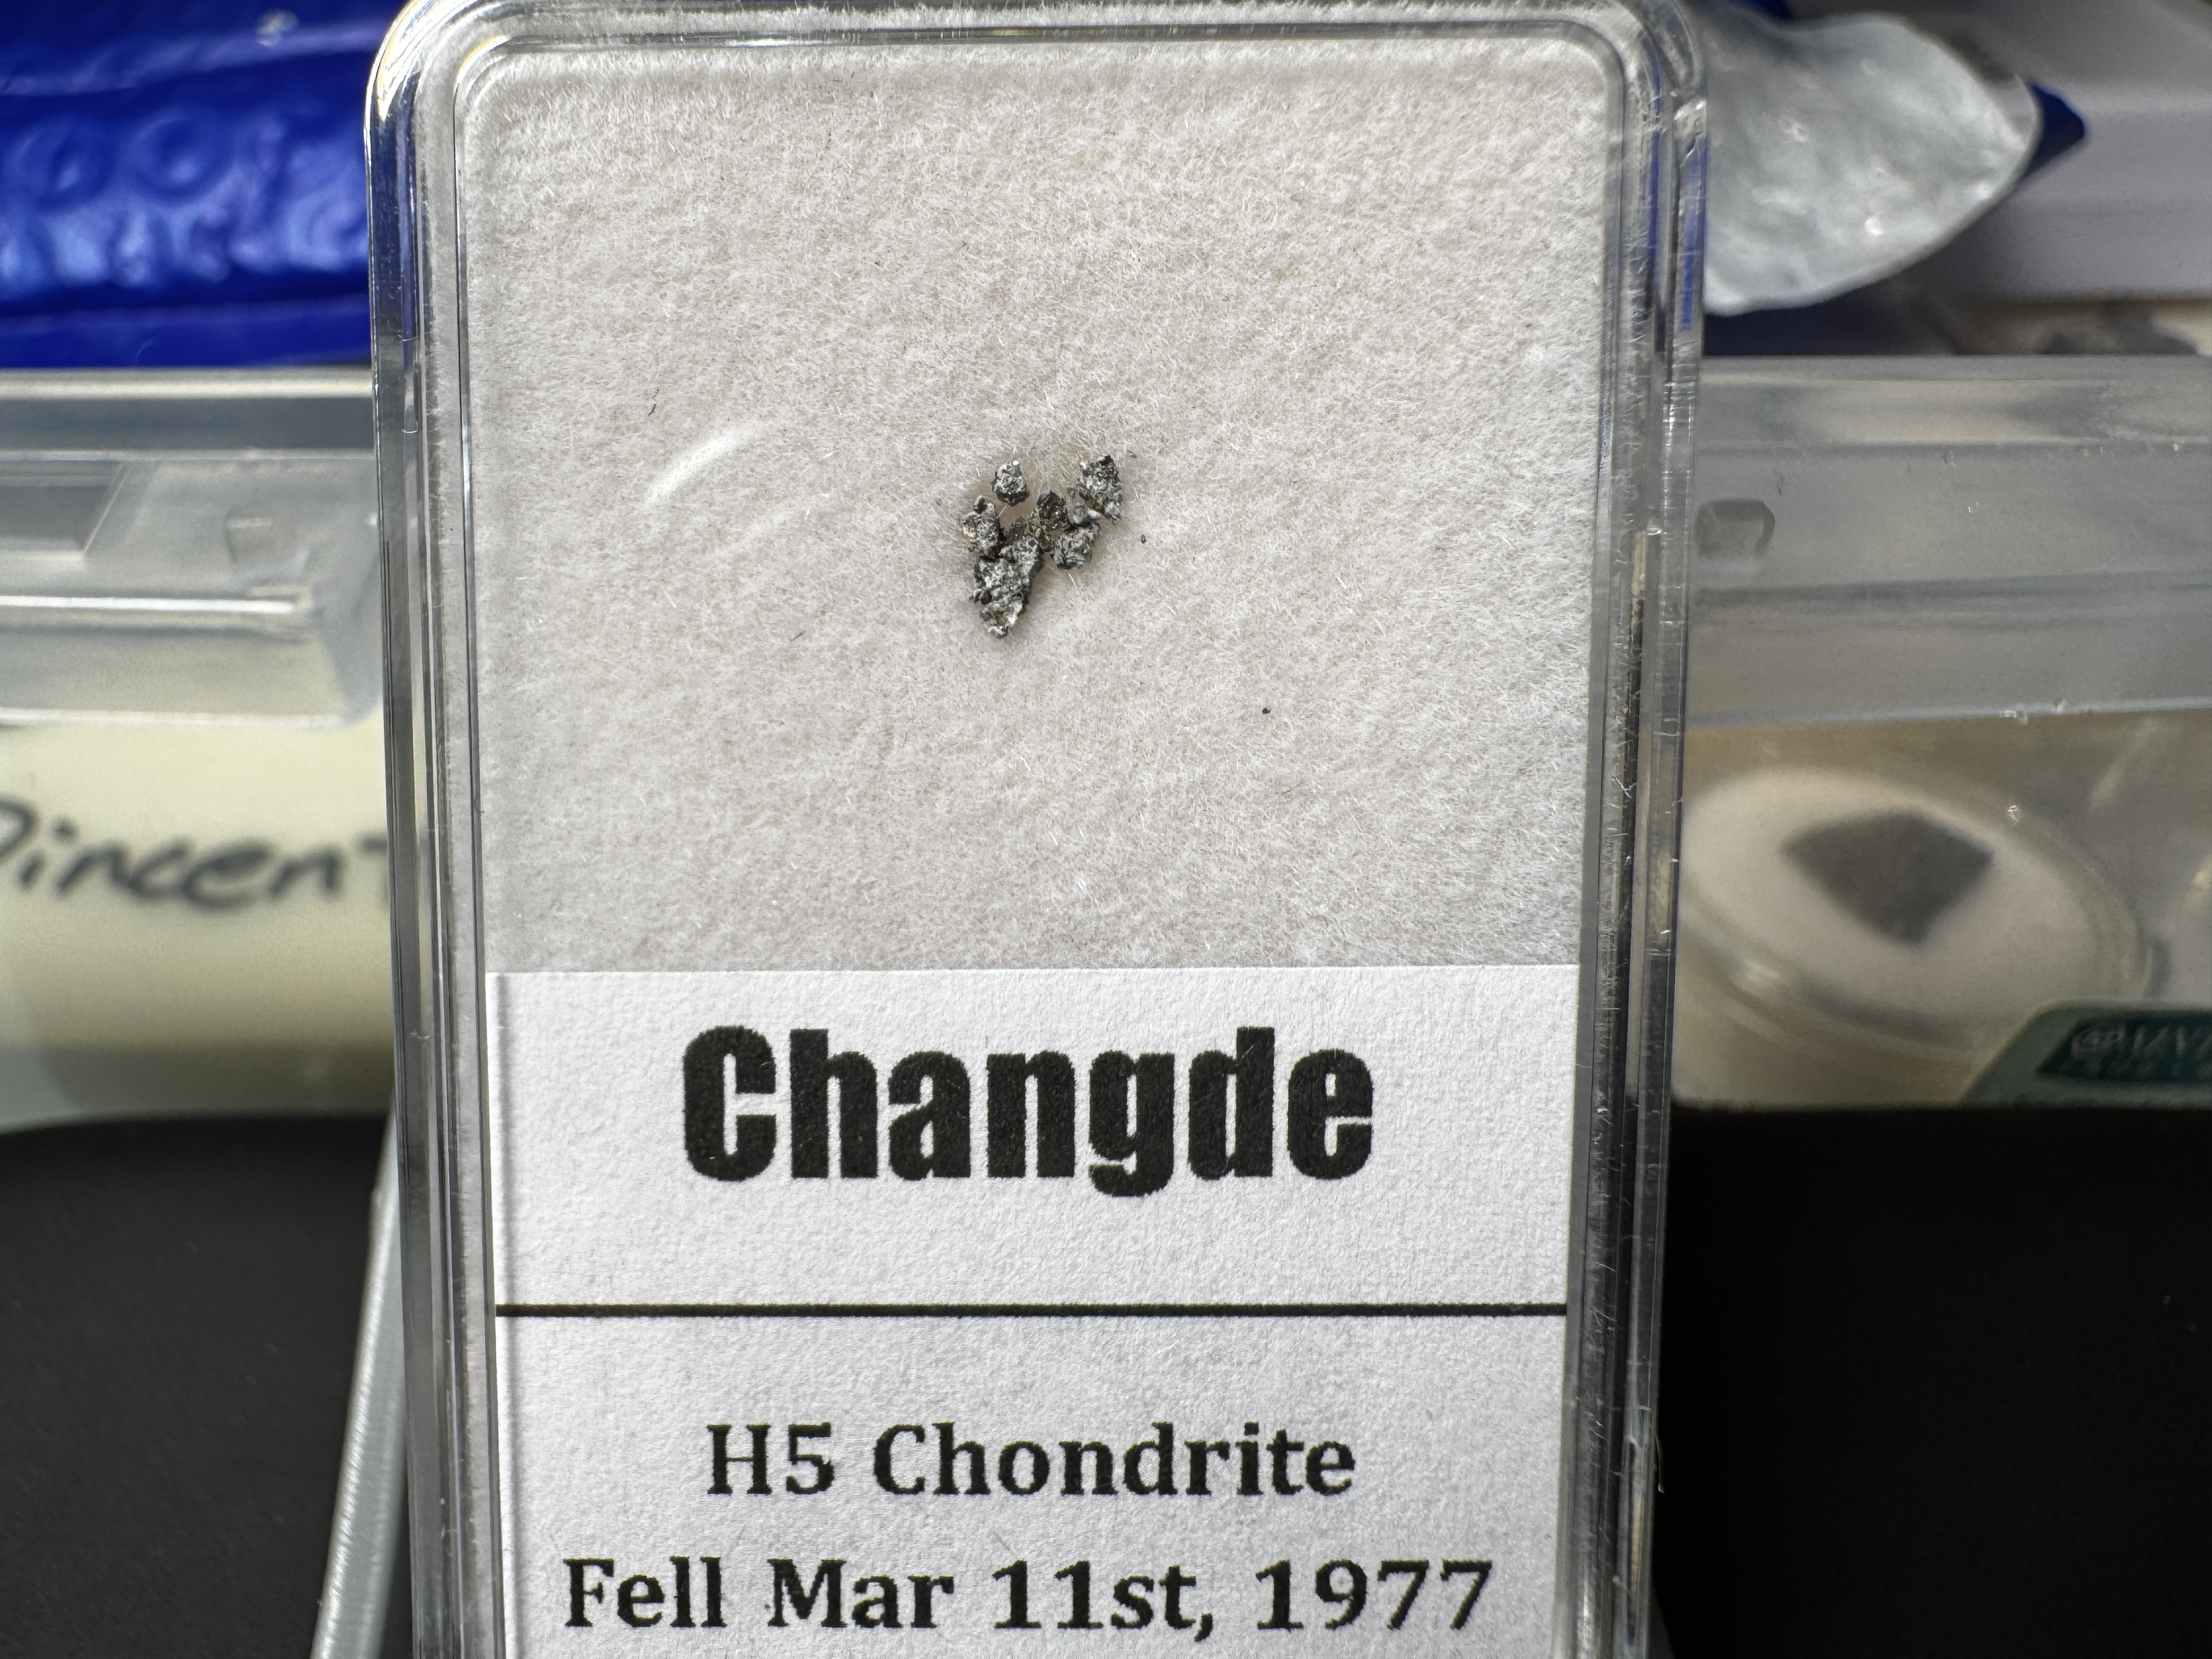 Changde
H5 Chondrite
Fell Mar 11st, 1977